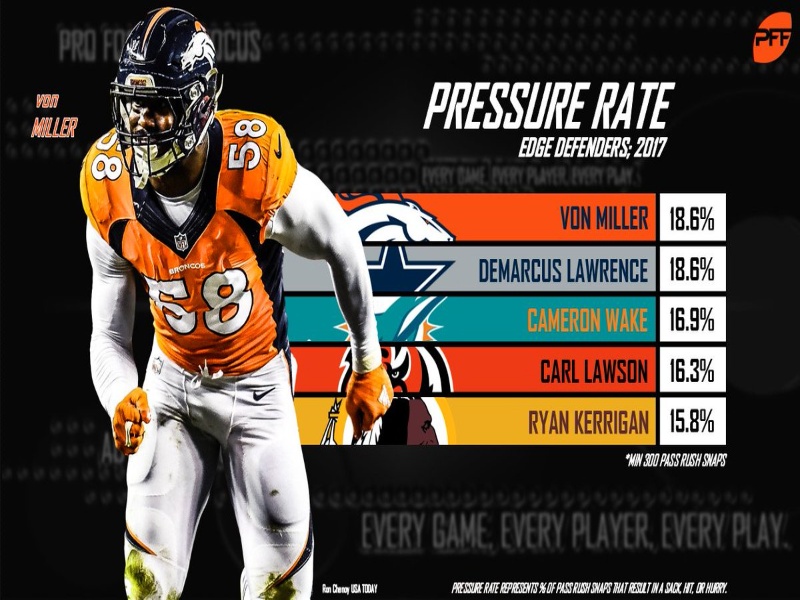 PRO FO OCUS
PFF
von
MILLER
PRESSURE RATE
EDGE DEFENDERS; 2017
EVERY GAME, EVERY PLAYER, EVERY PLAY.
VON MILLER 18.6%
DEMARCUS LAWRENCE 18.6%
CAMERON WAKE 16.9%
CARL LAWSON 16.3%
RYAN KERRIGAN 15.8%
*MIN 300 PASS RUSH SNAPS
58
58
BRONCOS
58
EVERY GAME, EVERY PLAYER, EVERY PLAY.
Ron Chenoy USA TODAY
PRESSURE RATE REPRESENTS % OF PASS RUSH SNAPS THAT RESULT IN A SACK, HIT, OR HURRY.